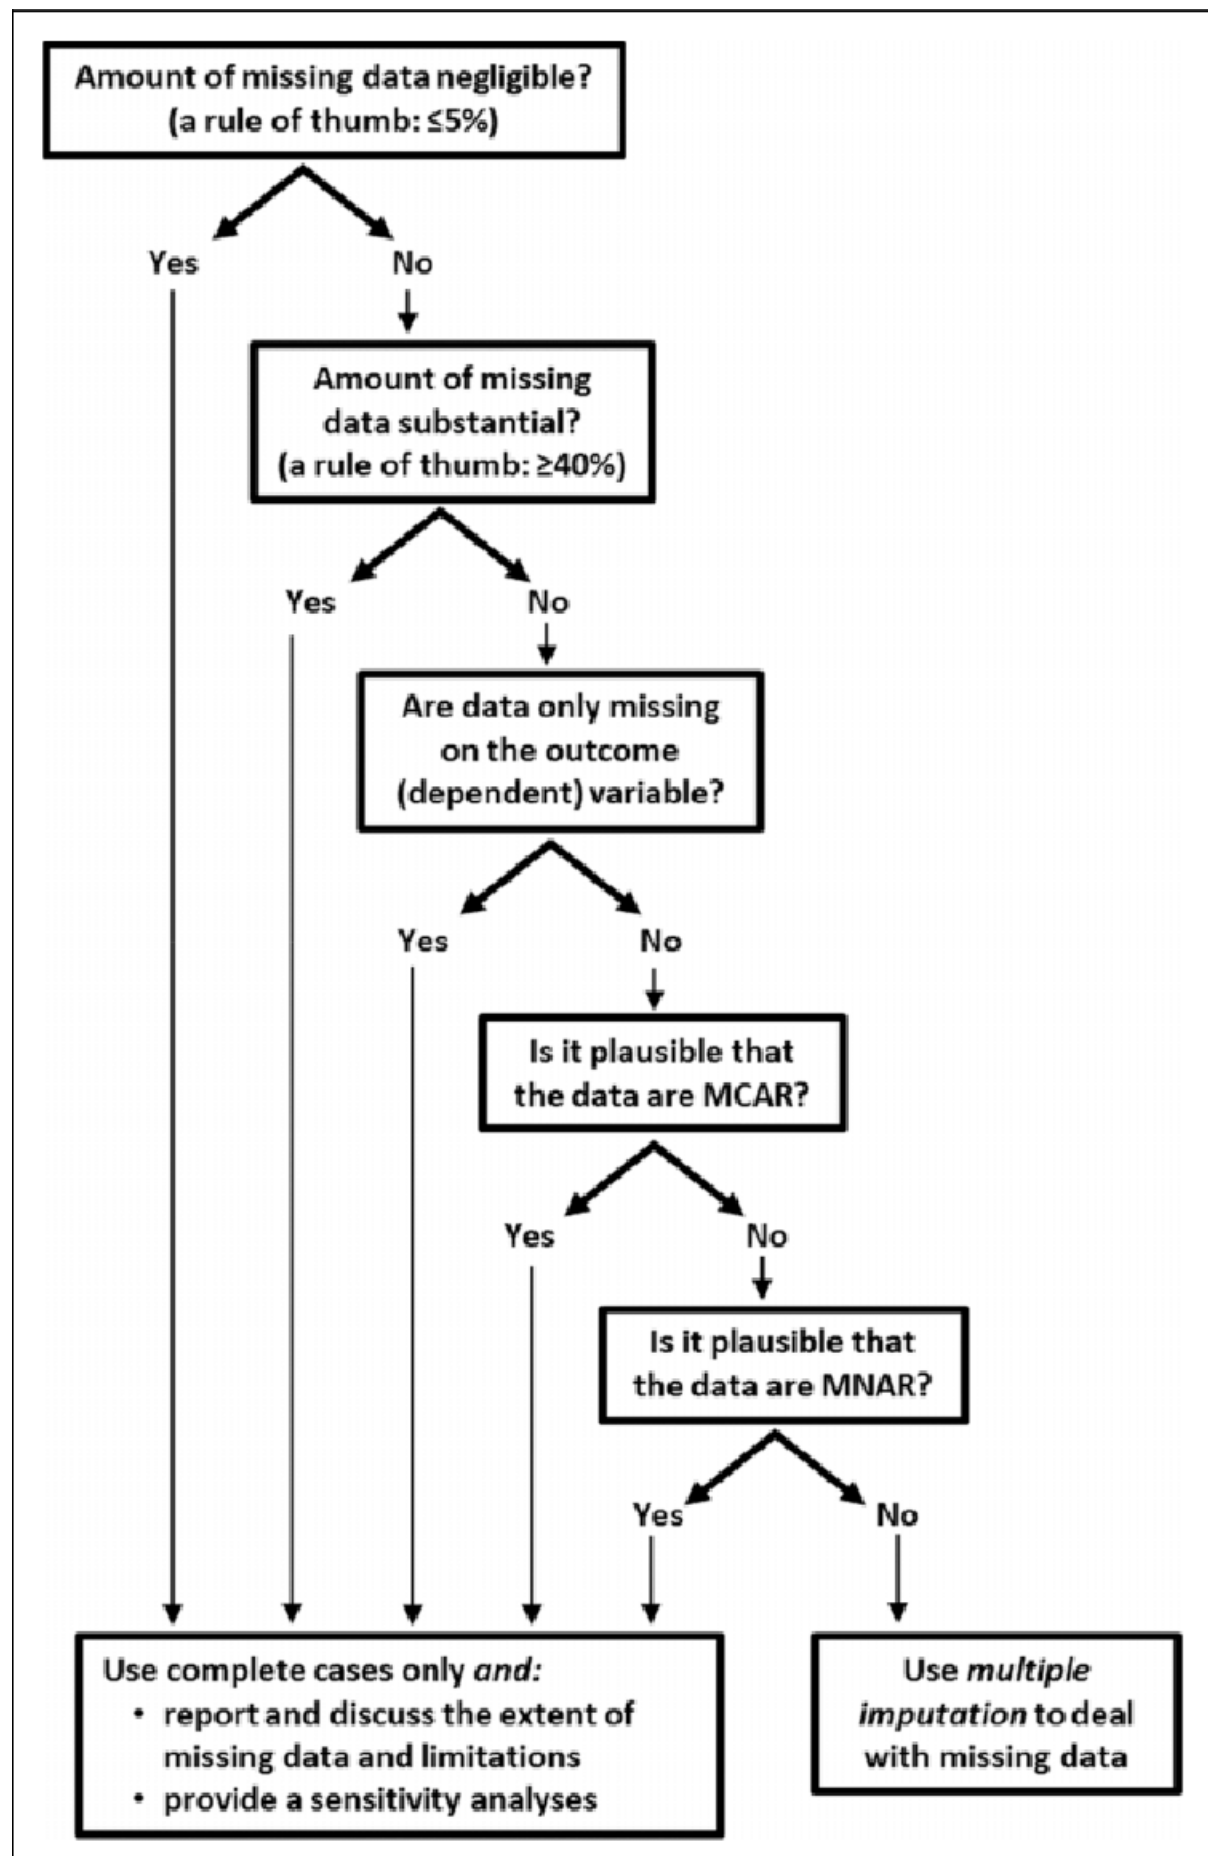 Amount of missing data negligible?
(a rule of thumb: ≤5%)
Yes
No
Amount of missing
data substantial?
(a rule of thumb: ≥40%)
Yes
No
Are data only missing
on the outcome
(dependent) variable?
Yes
No
Is it plausible that
the data are MCAR?
Yes
No
Is it plausible that
the data are MNAR?
Yes
No
Use complete cases only and:
• report and discuss the extent of
missing data and limitations
• provide a sensitivity analyses
Use multiple
imputation to deal
with missing data